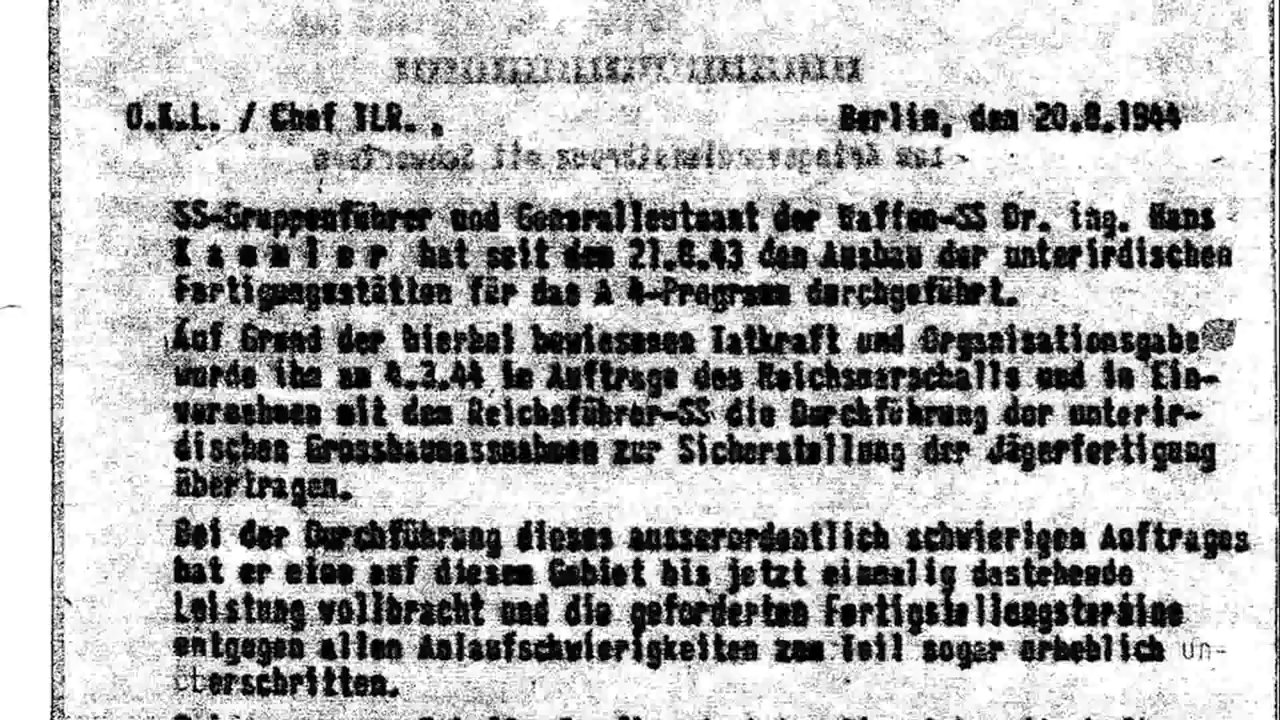 O.K.L. / Chef TLR.
Berlin, den 20.8.1944
SS-Gruppenführer und Generalleutnant der Waffen-SS Dr. ing. Hans
K a m m l e r hat seit dem 21.8.43 den Ausbau der unterirdischen
Fertigungsstätten für das A 4-Programm durchgeführt.
Auf Grund der hierbei bewiesenen Tatkraft und Organisationsgabe
wurde ihm am 4.3.44 im Auftrage des Reichsmarschalls und im Ein-
vernehmen mit dem Reichsführer-SS die Durchführung der unterir-
dischen Grossbaumassnahmen zur Sicherstellung der Jägerfertigung
übertragen.
Bei der Durchführung dieses ausserordentlich schwierigen Auftrages
hat er eine auf diesem Gebiet bis jetzt einmalig dastehende
Leistung vollbracht und die geforderten Fertigstellungstermine
entgegen allen Anlaufschwierigkeiten zum Teil sogar erheblich un-
terschritten.